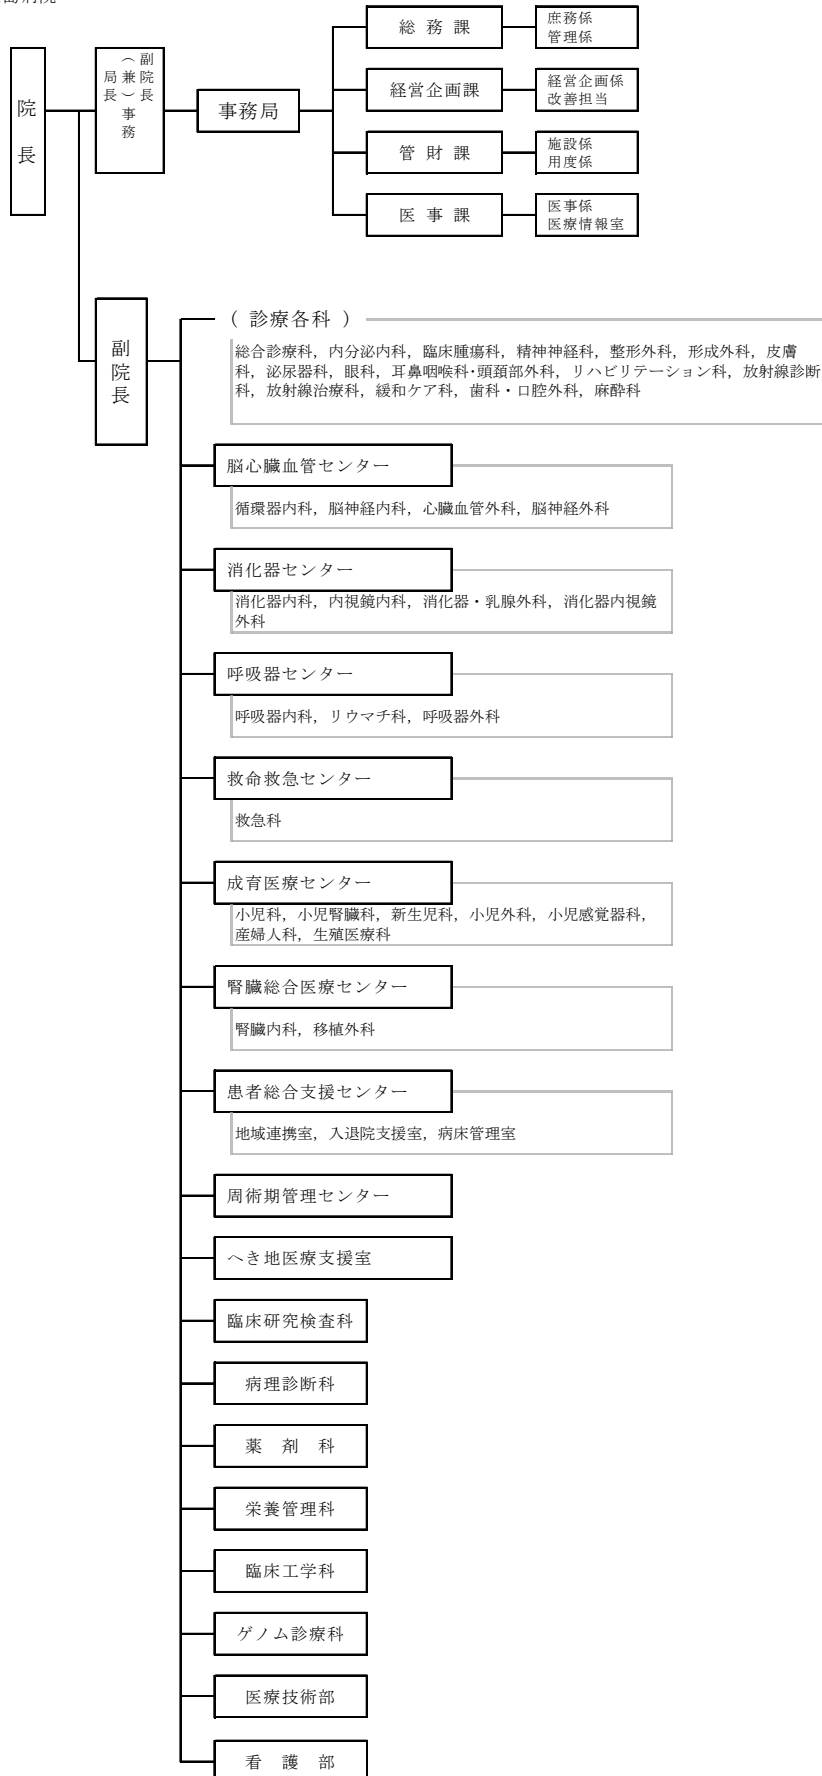 院長
副院長
（兼）事務
局長
事務局
総 務 課
庶務係
管理係
経営企画課
経営企画係
改善担当
管 財 課
施設係
用度係
医 事 課
医事係
医療情報室
副院長
（ 診療各科 ）
総合診療科，内分泌内科，臨床腫瘍科，精神神経科，整形外科，形成外科，皮膚
科，泌尿器科，眼科，耳鼻咽喉科・頭頚部外科，リハビリテーション科，放射線診断
科，放射線治療科，緩和ケア科，歯科・口腔外科，麻酔科
脳心臓血管センター
循環器内科，脳神経内科，心臓血管外科，脳神経外科
消化器センター
消化器内科，内視鏡内科，消化器・乳腺外科，消化器内視鏡
外科
呼吸器センター
呼吸器内科，リウマチ科，呼吸器外科
救命救急センター
救急科
成育医療センター
小児科，小児腎臓科，新生児科，小児外科，小児感覚器科，
産婦人科，生殖医療科
腎臓総合医療センター
腎臓内科，移植外科
患者総合支援センター
地域連携室，入退院支援室，病床管理室
周術期管理センター
へき地医療支援室
臨床研究検査科
病理診断科
薬 剤 科
栄養管理科
臨床工学科
ゲノム診療科
医療技術部
看 護 部